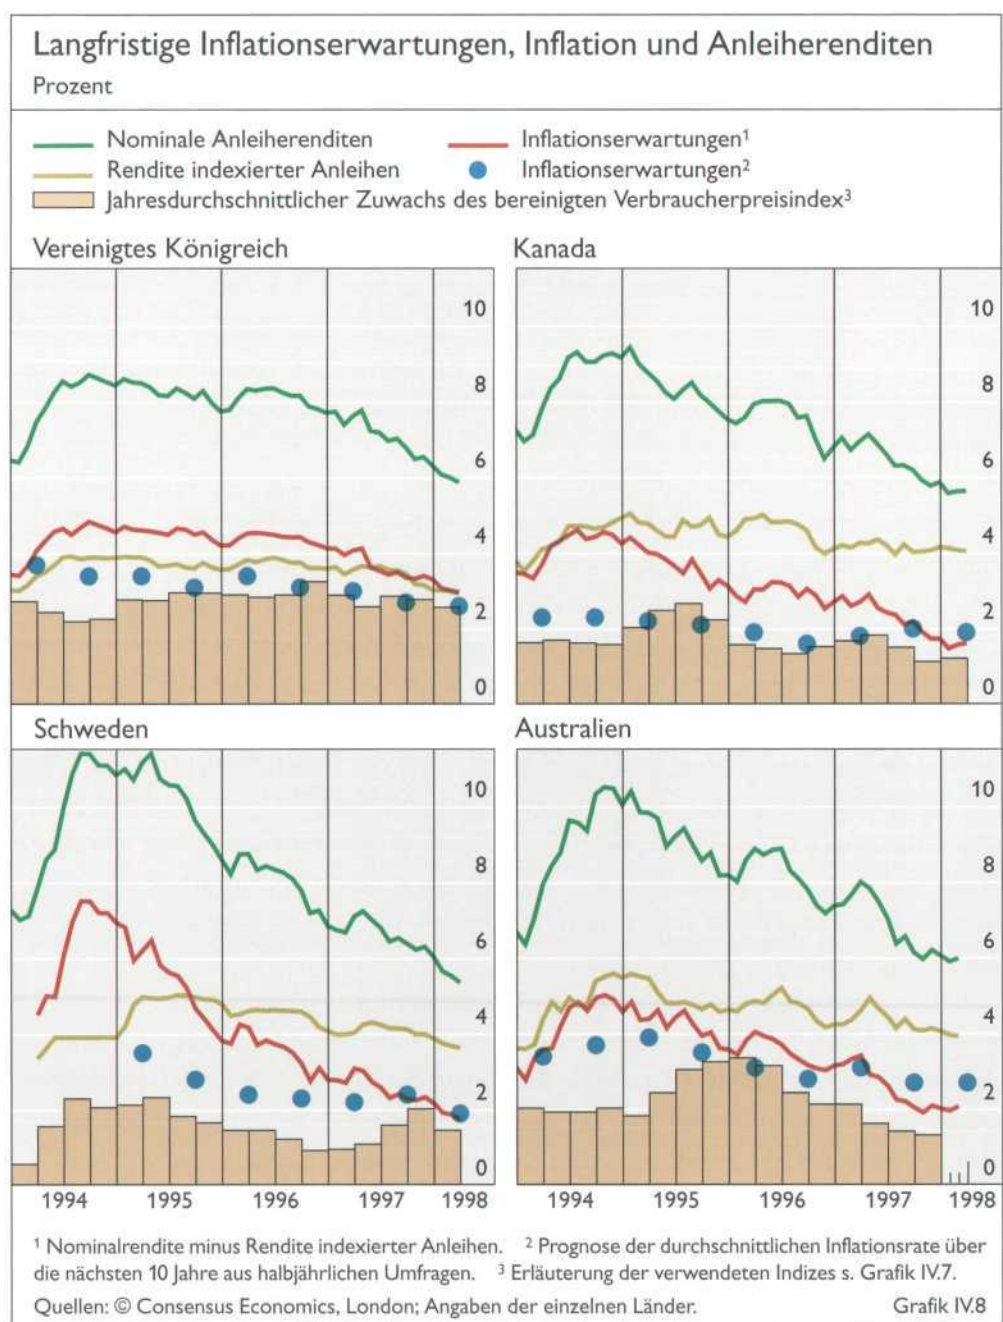 Langfristige Inflationserwartungen, Inflation und Anleiherenditen
Prozent
Nominale Anleiherenditen
Inflationserwartungen¹
Rendite indexierter Anleihen
Inflationserwartungen²
Jahresdurchschnittlicher Zuwachs des bereinigten Verbraucherpreisindex³
Vereinigtes Königreich
Kanada
10
10
8
8
6
6
4
4
2
2
0
0
Schweden
Australien
10
10
8
8
6
6
4
4
2
2
0
0
1994 1995 1996 1997 1998
1994 1995 1996 1997 1998
¹ Nominalrendite minus Rendite indexierter Anleihen. ² Prognose der durchschnittlichen Inflationsrate über
die nächsten 10 Jahre aus halbjährlichen Umfragen. ³ Erläuterung der verwendeten Indizes s. Grafik IV.7.
Quellen: © Consensus Economics, London; Angaben der einzelnen Länder.
Grafik IV.8